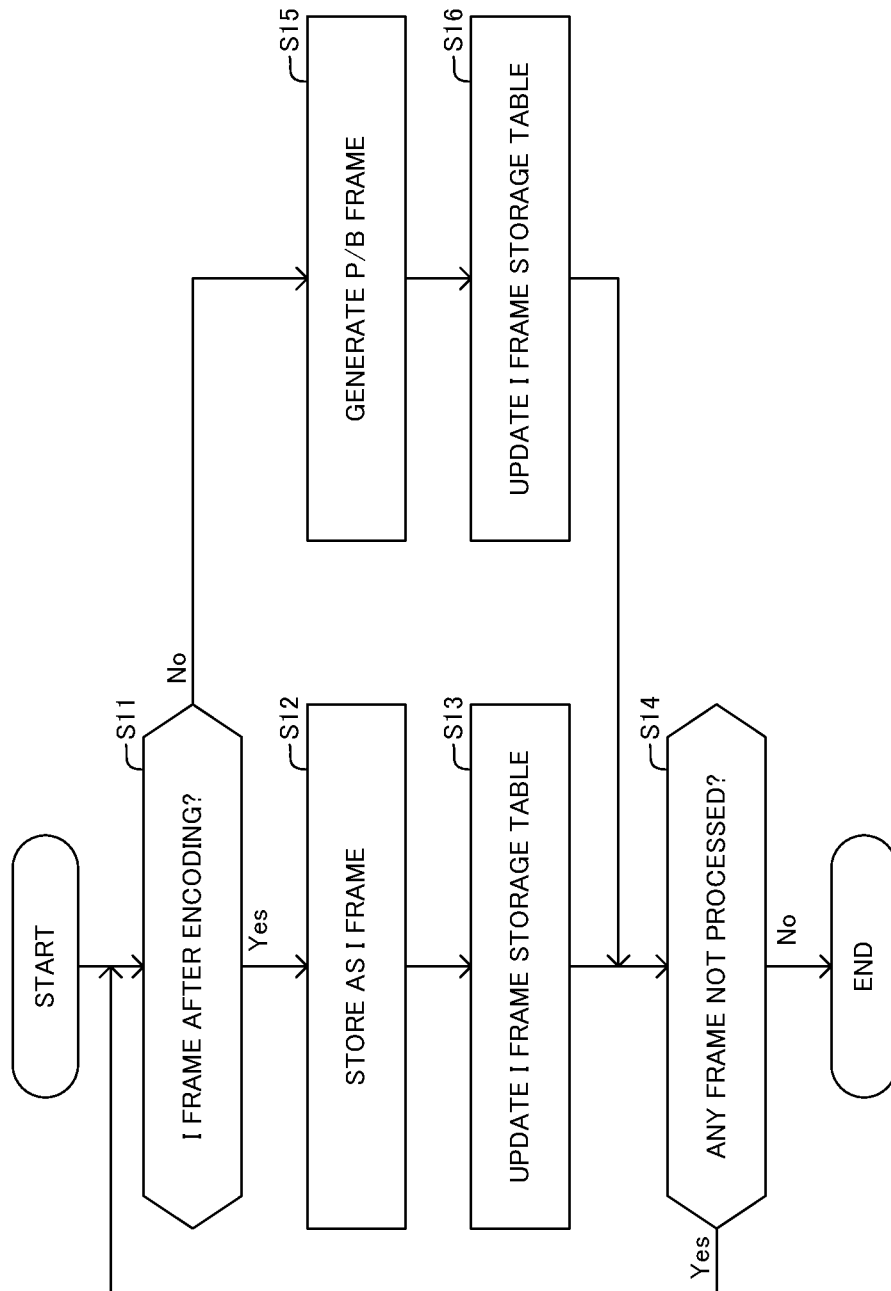 START
S11
I FRAME AFTER ENCODING?
No
Yes
S12
STORE AS I FRAME
S13
UPDATE I FRAME STORAGE TABLE
S15
GENERATE P/B FRAME
S16
UPDATE I FRAME STORAGE TABLE
S14
ANY FRAME NOT PROCESSED?
Yes
No
END